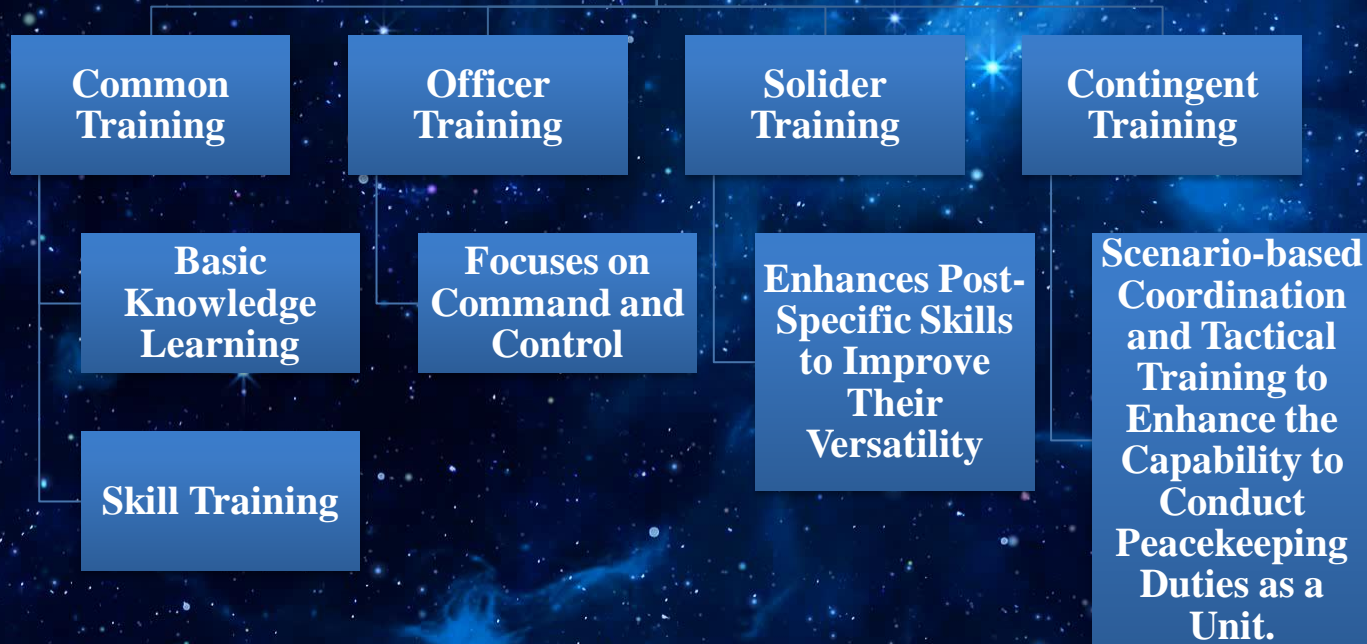 Common
Training
Officer
Training
Solider
Training
Contingent
Training
Basic
Knowledge
Learning
Skill Training
Focuses on
Command and
Control
Enhances Post-
Specific Skills
to Improve
Their
Versatility
Scenario-based
Coordination
and Tactical
Training to
Enhance the
Capability to
Conduct
Peacekeeping
Duties as a
Unit.